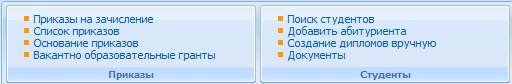 Приказы на зачисление
Список приказов
Основание приказов
Вакантно образовательные гранты
Приказы
Поиск студентов
Добавить абитуриента
Создание дипломов вручную
Документы
Студенты